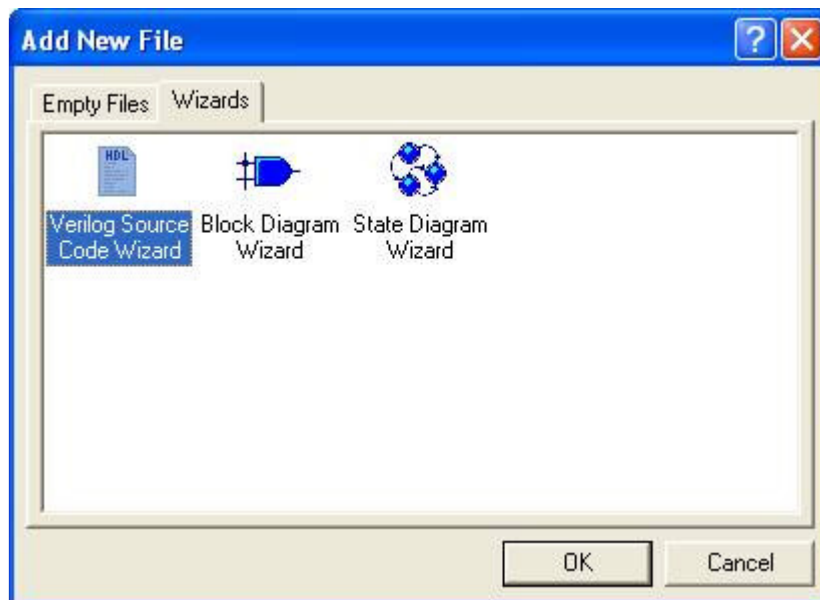 Add New File
Empty Files
Wizards
HDL
Verilog Source
Code Wizard
Block Diagram
Wizard
State Diagram
Wizard
OK
Cancel